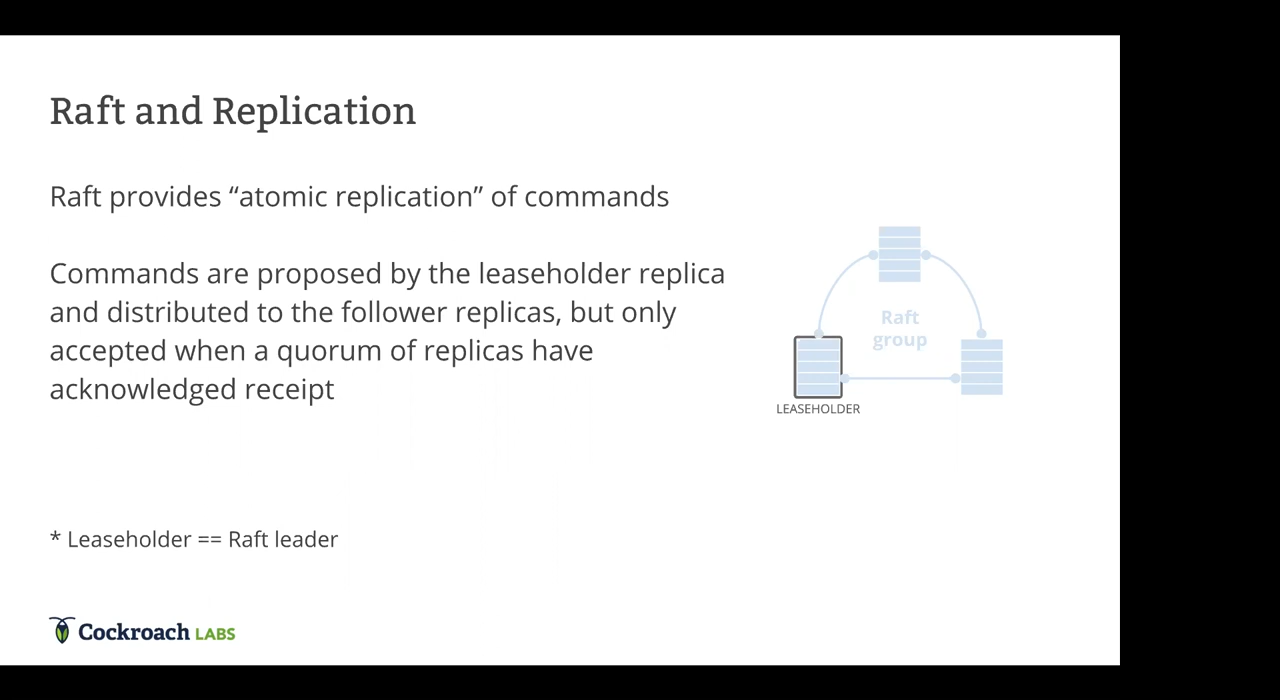 Raft and Replication
Raft provides “atomic replication” of commands
Commands are proposed by the leaseholder replica
and distributed to the follower replicas, but only
accepted when a quorum of replicas have
acknowledged receipt
Raft
group
LEASEHOLDER
* Leaseholder == Raft leader
Cockroach LABS